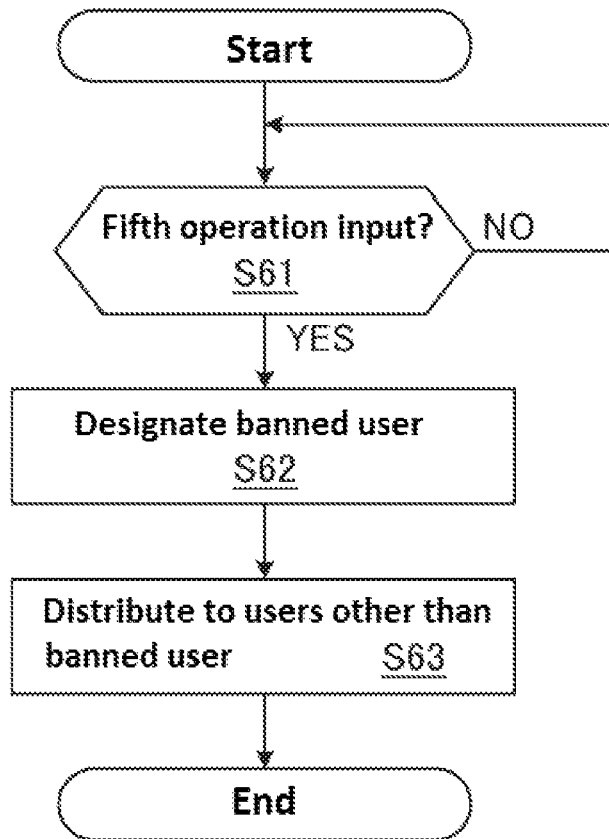 Start
Fifth operation input?
NO
S61
YES
Designate banned user
S62
Distribute to users other than
banned user S63
End